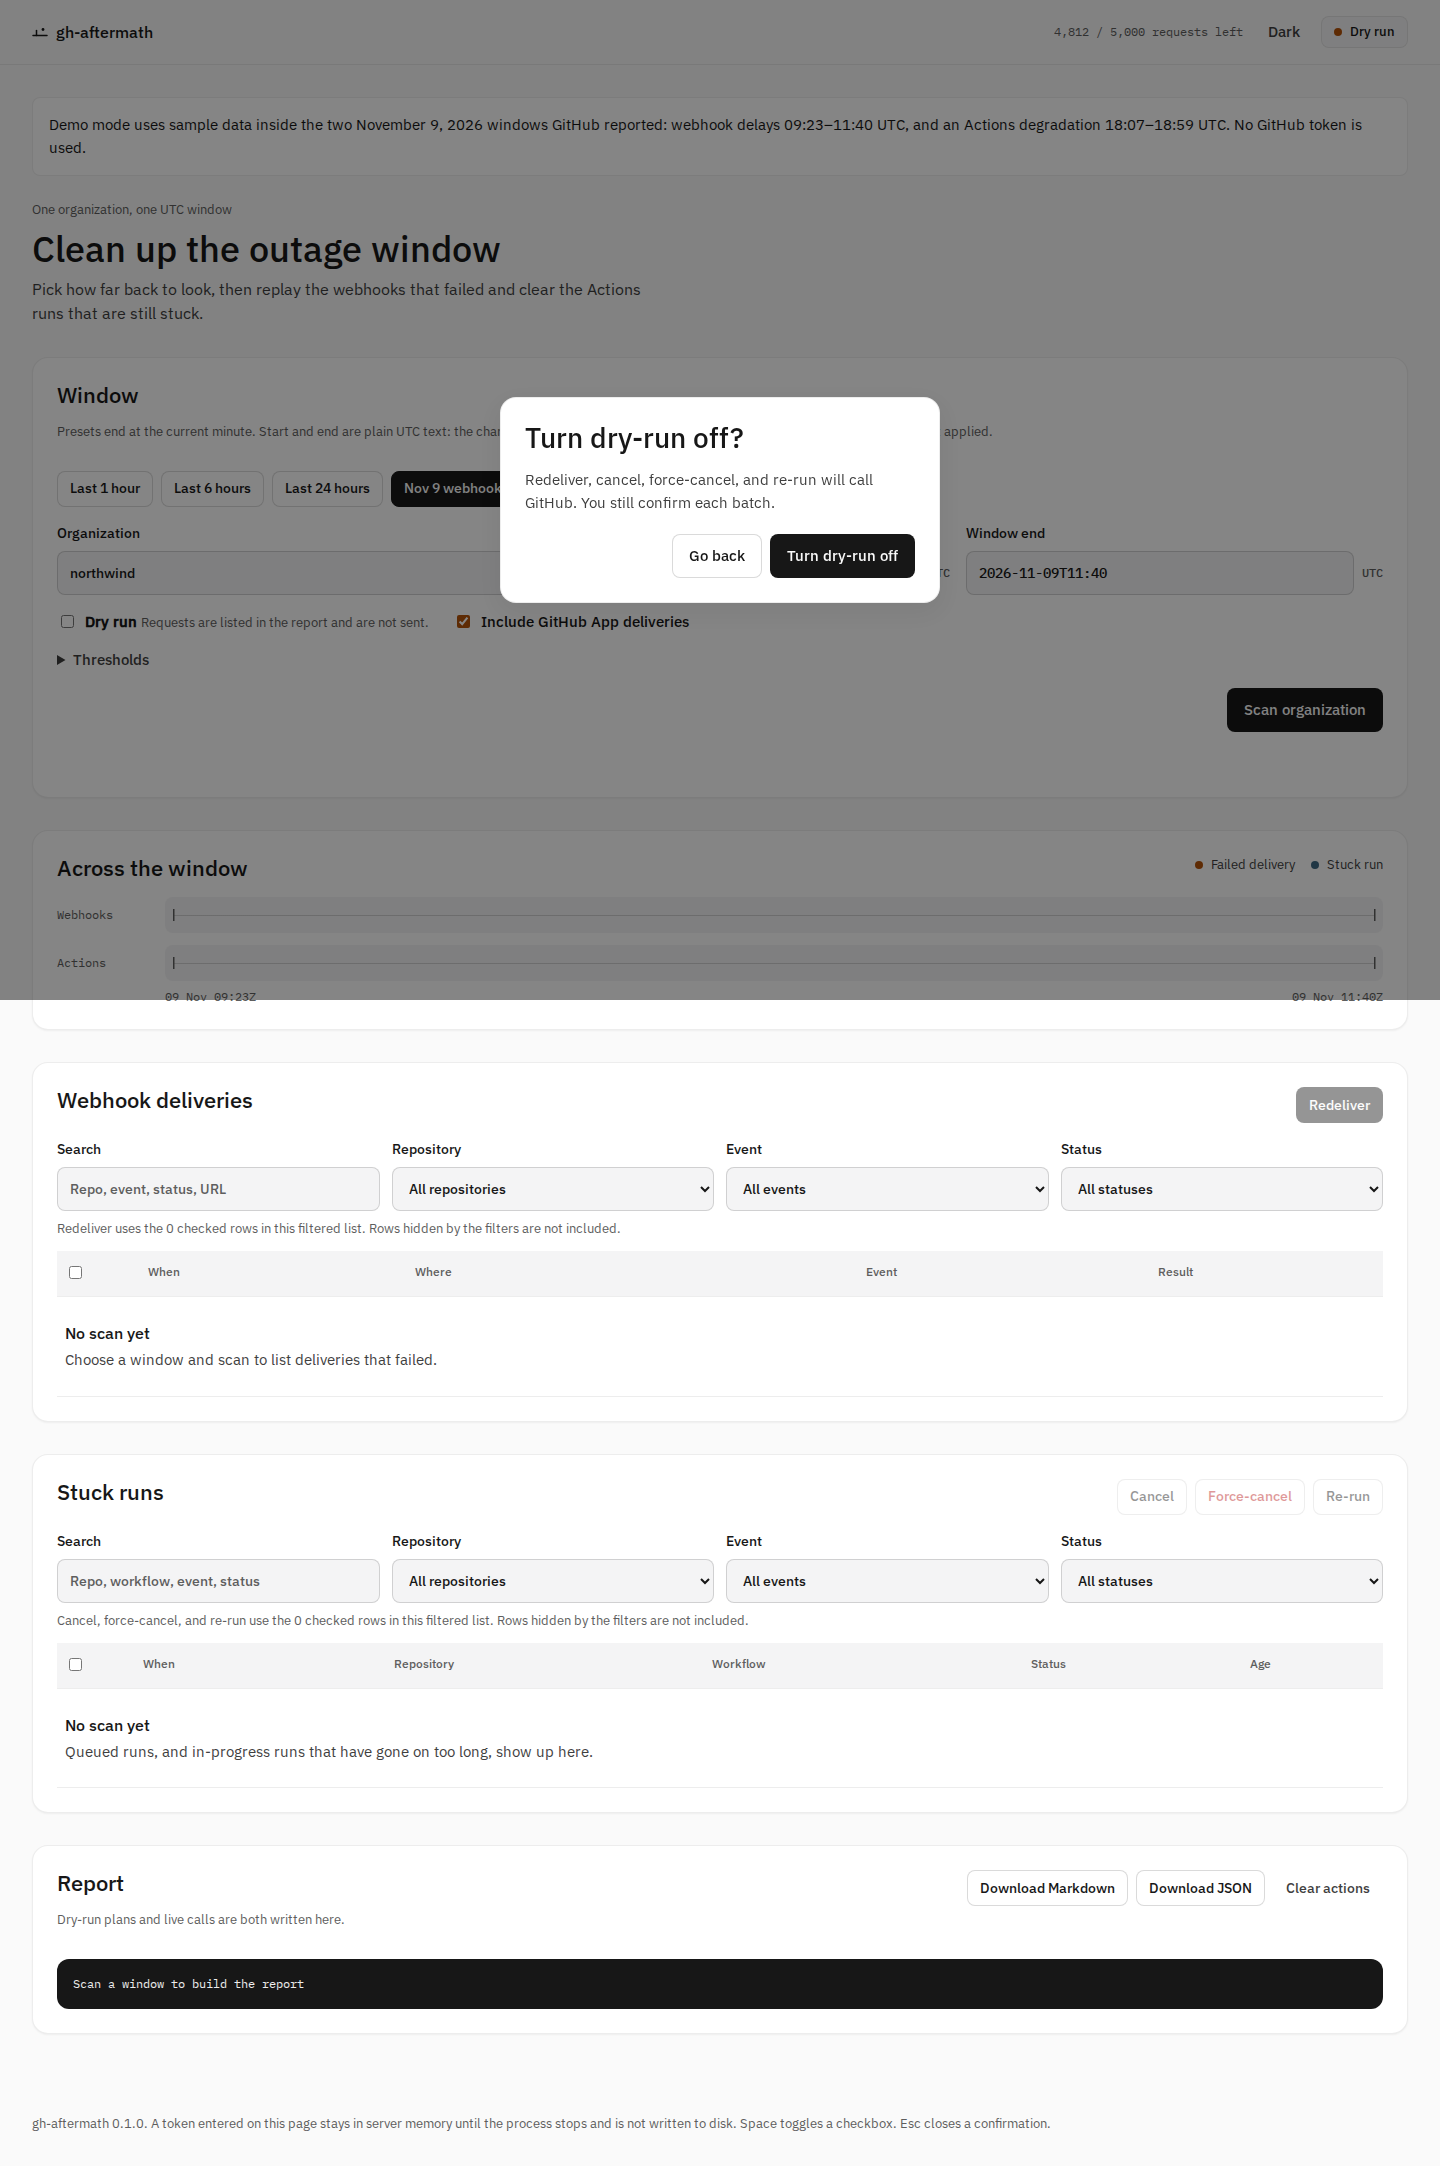 gh-aftermath
4,812 / 5,000 requests left
Dark
Dry run
Demo mode uses sample data inside the two November 9, 2026 windows GitHub reported: webhook delays 09:23–11:40 UTC, and an Actions degradation 18:07–18:59 UTC. No GitHub token is
used.
One organization, one UTC window
Clean up the outage window
Pick how far back to look, then replay the webhooks that failed and clear the Actions
runs that are still stuck.
Window
Presets end at the current minute. Start and end are plain UTC text: the
applied.
Last 1 hour
Last 6 hours
Last 24 hours
Nov 9 webhook
Turn dry-run off?
Redeliver, cancel, force-cancel, and re-run will call
GitHub. You still confirm each batch.
Go back
Turn dry-run off
Organization
Window end
northwind
2026-11-09T11:40
UTC
Dry run Requests are listed in the report and are not sent.
Include GitHub App deliveries
Thresholds
Scan organization
Across the window
Failed delivery
Stuck run
Webhooks
Actions
09 Nov 09:23Z
09 Nov 11:40Z
Webhook deliveries
Redeliver
Search
Repository
Event
Status
Repo, event, status, URL
All repositories
All events
All statuses
Redeliver uses the 0 checked rows in this filtered list. Rows hidden by the filters are not included.
When
Where
Event
Result
No scan yet
Choose a window and scan to list deliveries that failed.
Stuck runs
Cancel
Force-cancel
Re-run
Search
Repository
Event
Status
Repo, workflow, event, status
All repositories
All events
All statuses
Cancel, force-cancel, and re-run use the 0 checked rows in this filtered list. Rows hidden by the filters are not included.
When
Repository
Workflow
Status
Age
No scan yet
Queued runs, and in-progress runs that have gone on too long, show up here.
Report
Download Markdown
Download JSON
Clear actions
Dry-run plans and live calls are both written here.
Scan a window to build the report
gh-aftermath 0.1.0. A token entered on this page stays in server memory until the process stops and is not written to disk. Space toggles a checkbox. Esc closes a confirmation.